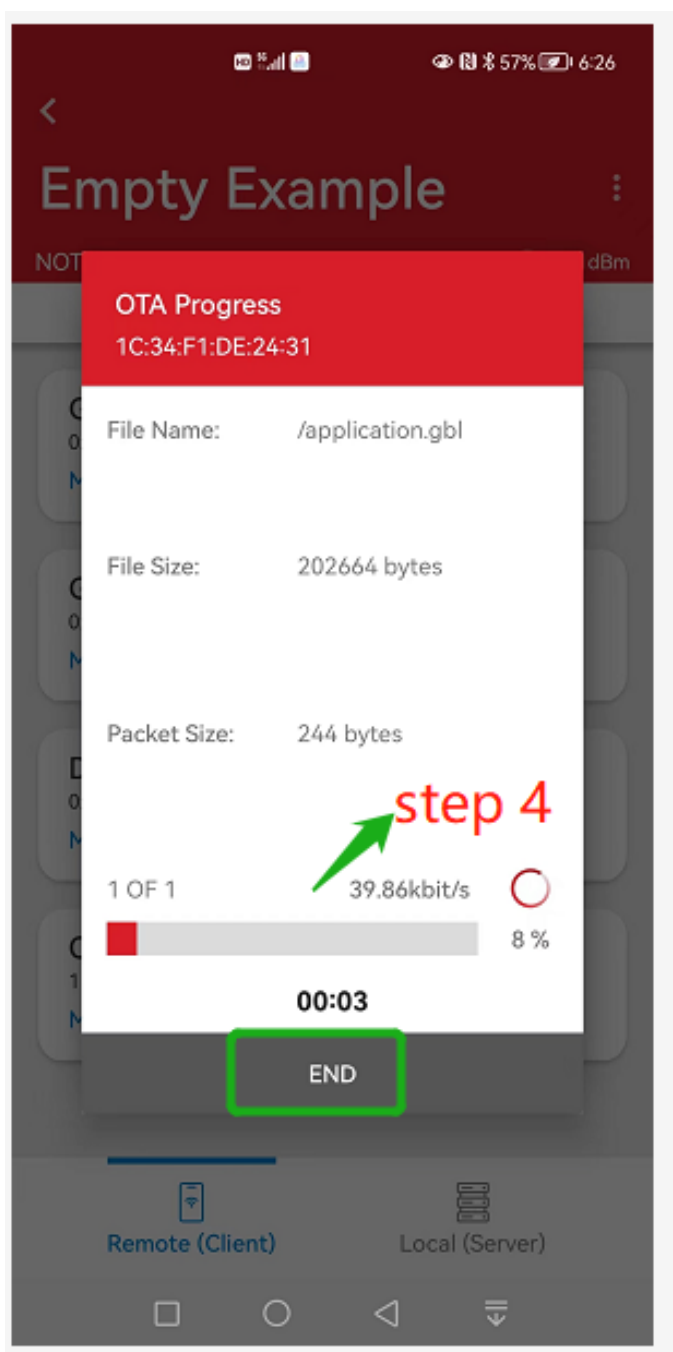 HD 5G 57% 6:26
Empty Example
NOT dBm
OTA Progress
1C:34:F1:DE:24:31
File Name: /application.gbl
File Size: 202664 bytes
Packet Size: 244 bytes
step 4
1 OF 1 39.86kbit/s
8 %
00:03
END
Remote (Client) Local (Server)